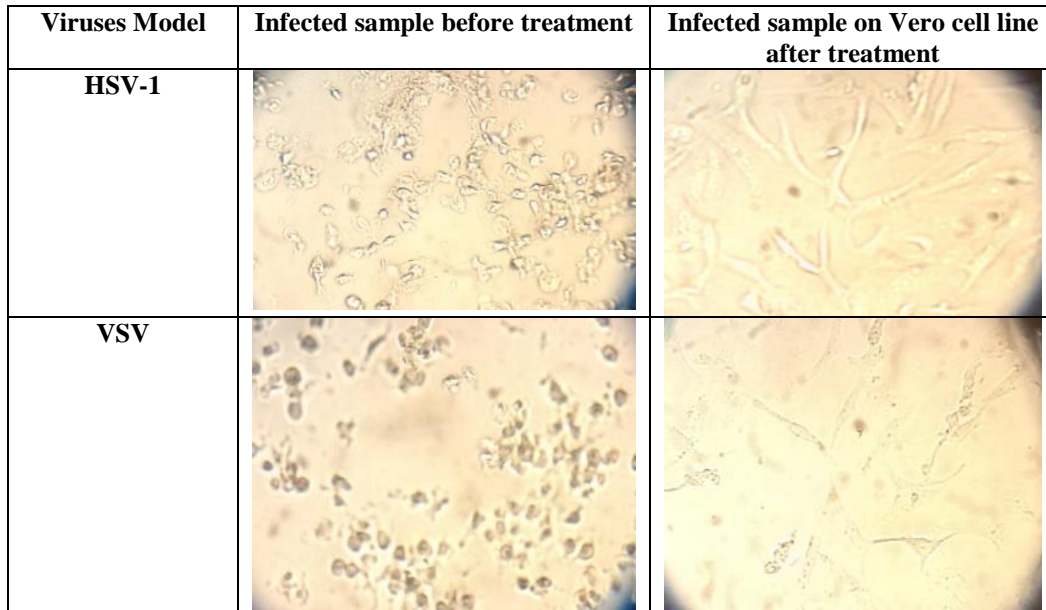 Viruses Model
Infected sample before treatment
Infected sample on Vero cell line
after treatment
HSV-1
VSV